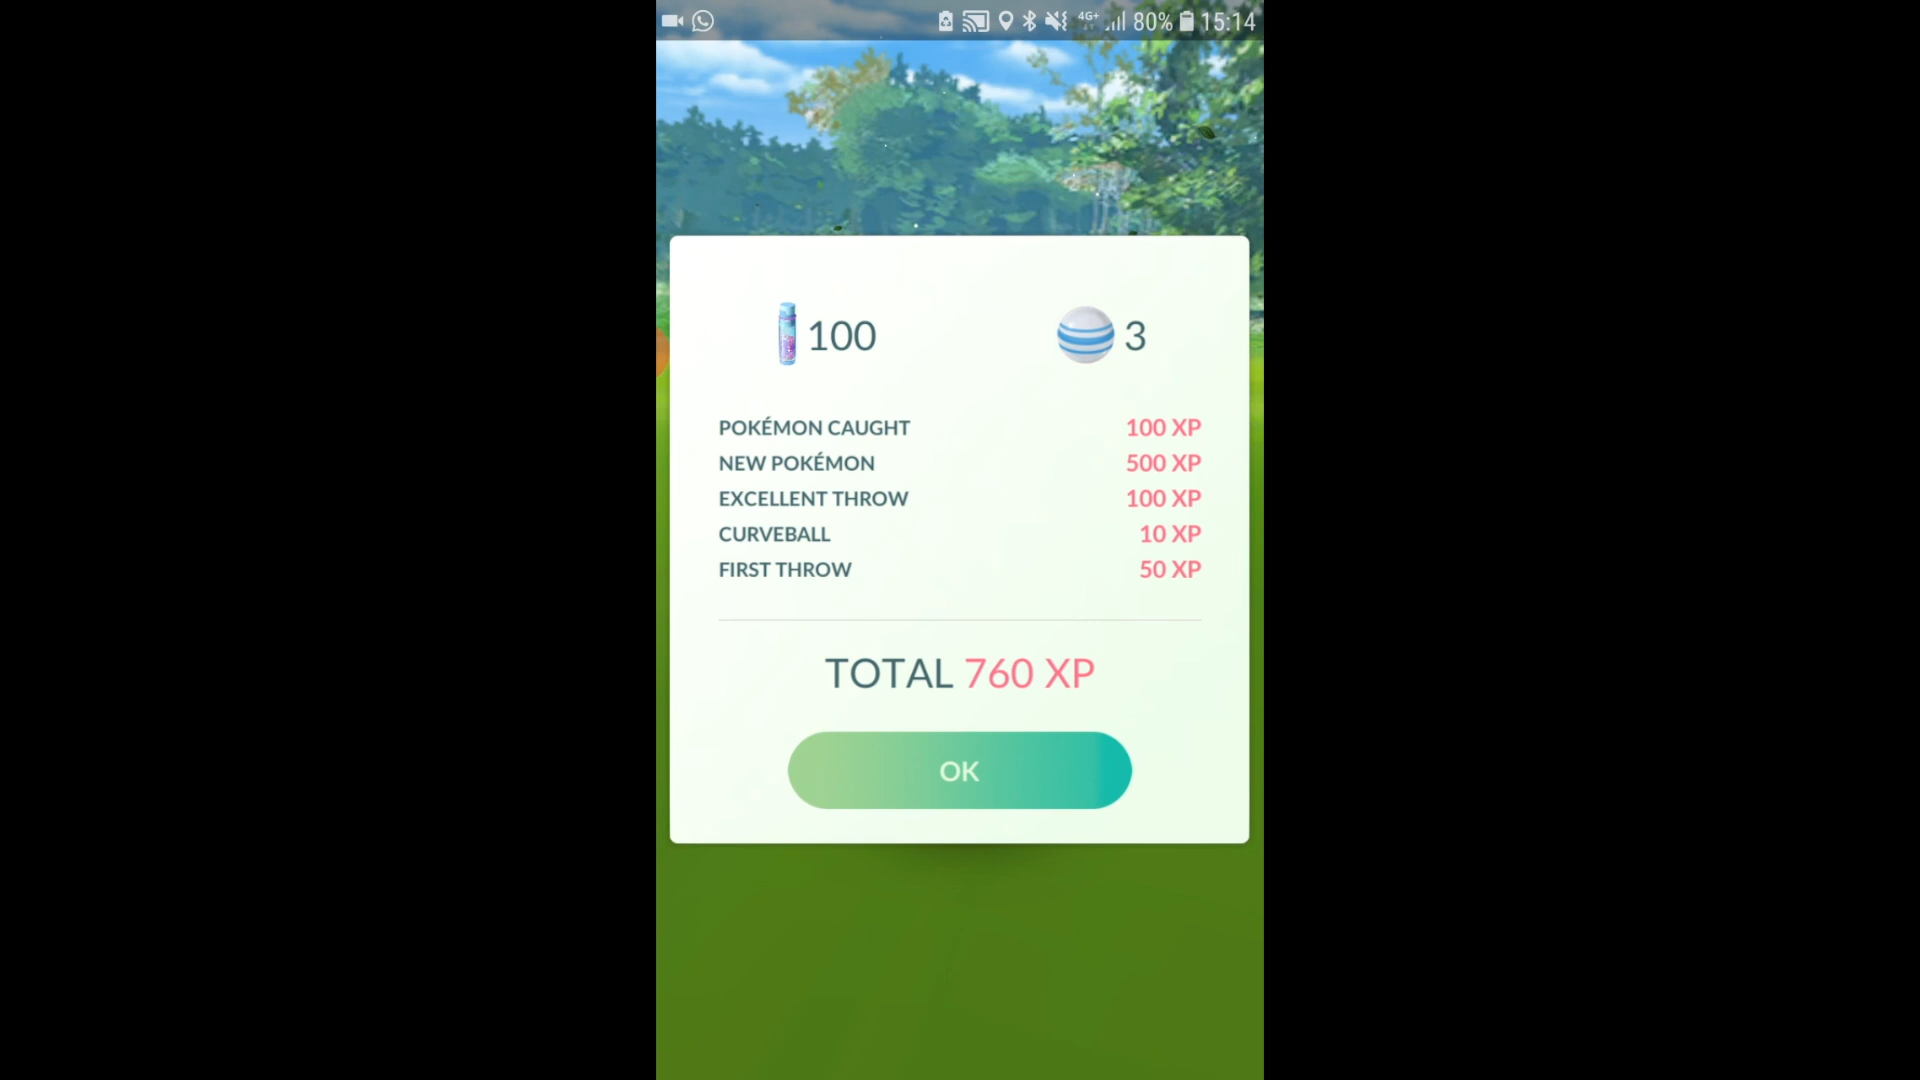 4G+ 80% 15:14
100 3
POKÉMON CAUGHT 100 XP
NEW POKÉMON 500 XP
EXCELLENT THROW 100 XP
CURVEBALL 10 XP
FIRST THROW 50 XP
TOTAL 760 XP
OK